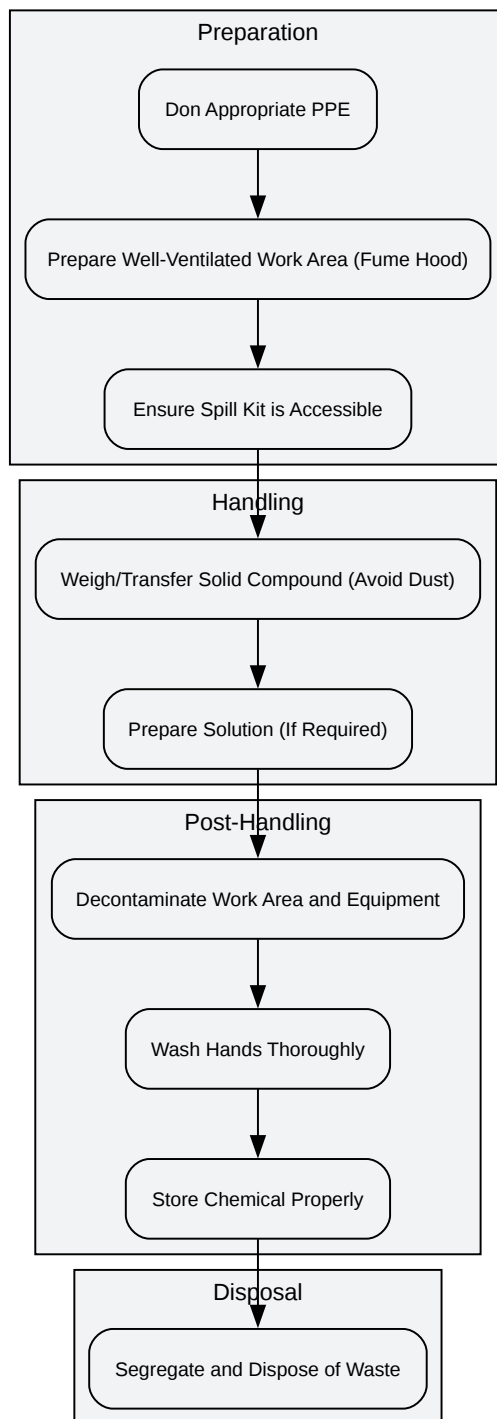 Preparation
Don Appropriate PPE
Prepare Well-Ventilated Work Area (Fume Hood)
Ensure Spill Kit is Accessible
Handling
Weigh/Transfer Solid Compound (Avoid Dust)
Prepare Solution (If Required)
Post-Handling
Decontaminate Work Area and Equipment
Wash Hands Thoroughly
Store Chemical Properly
Disposal
Segregate and Dispose of Waste